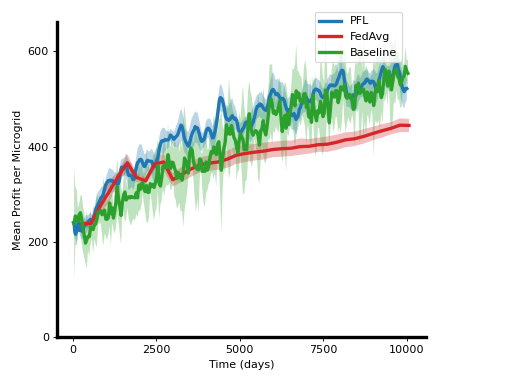 PFL
FedAvg
Baseline
Mean Profit per Microgrid
600
400
200
0
0 2500 5000 7500 10000
Time (days)